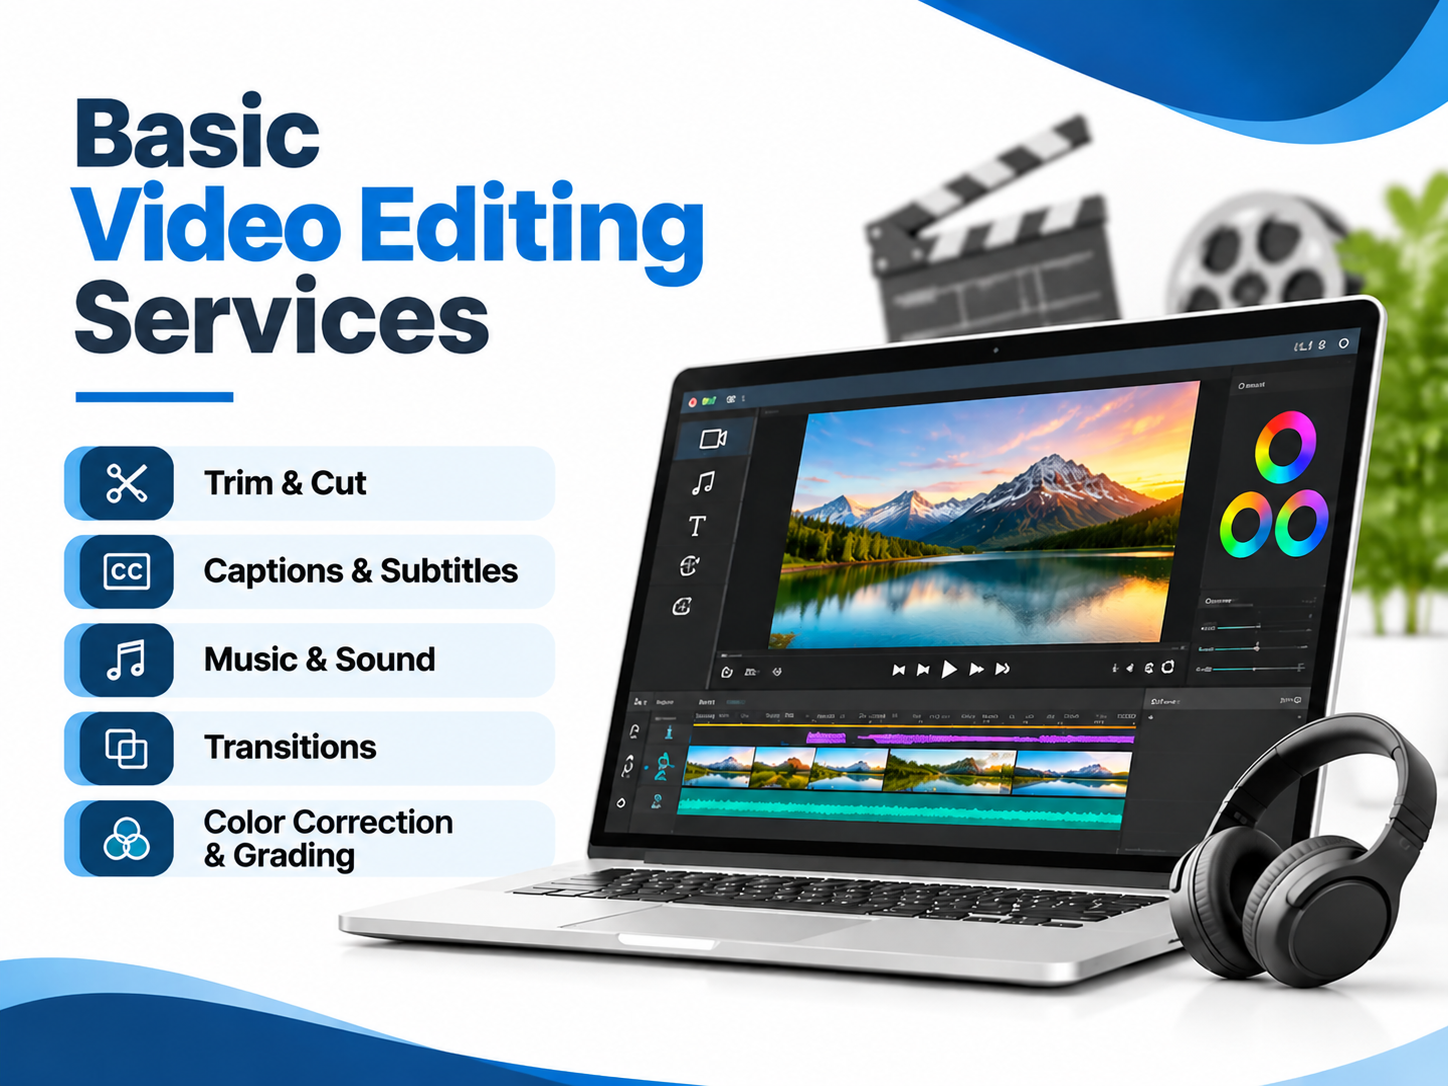 Basic
Video Editing
Services
Trim & Cut
CC
Captions & Subtitles
Music & Sound
Transitions
Color Correction
& Grading